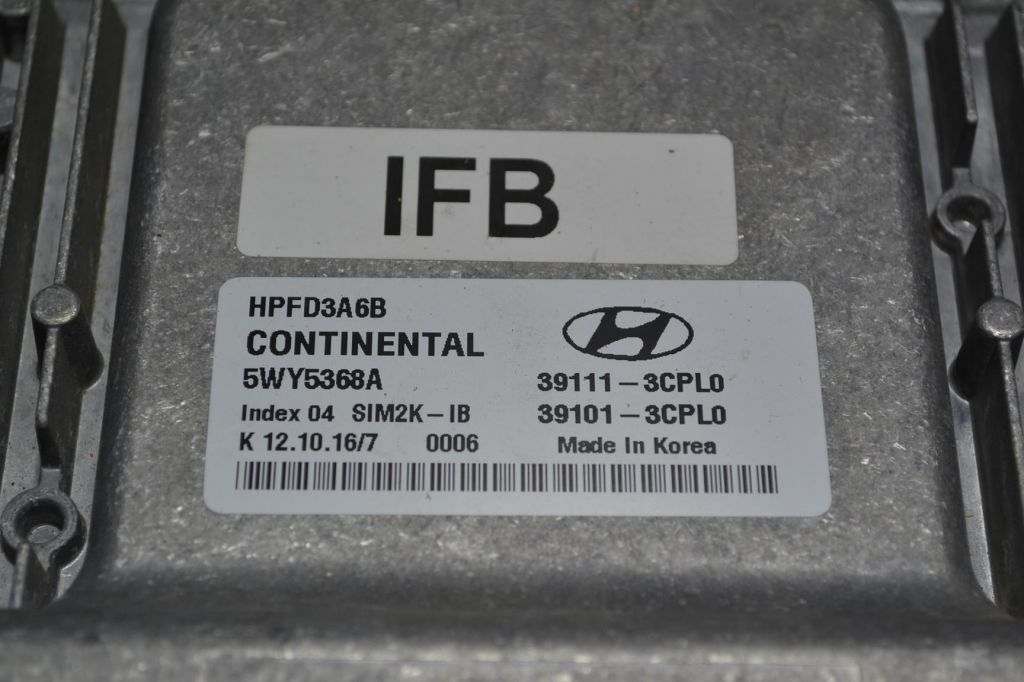 IFB
HPFD3A6B
CONTINENTAL
5WY5368A 39111-3CPL0
Index 04 SIM2K-IB 39101-3CPL0
K 12.10.16/7 0006 Made In Korea